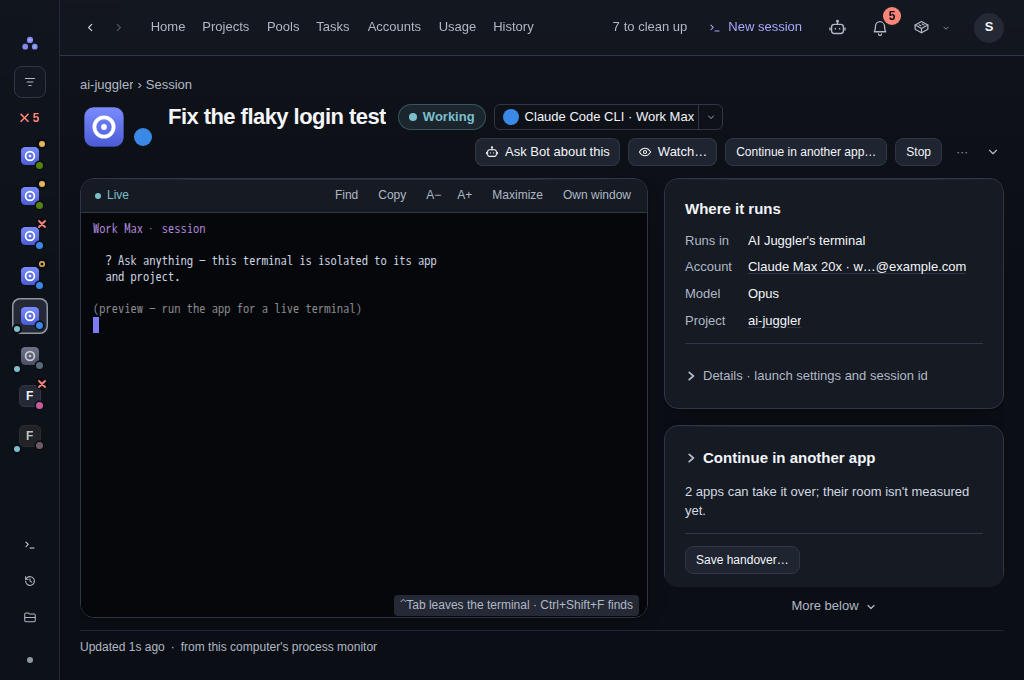 Home Projects Pools Tasks Accounts Usage History 7 to clean up New session 5 S
ai-juggler › Session
Fix the flaky login test Working Claude Code CLI · Work Max
Ask Bot about this Watch… Continue in another app… Stop ···
5
F
F
Live Find Copy A− A+ Maximize Own window
Work Max · session
? Ask anything — this terminal is isolated to its app
and project.
(preview — run the app for a live terminal)
^Tab leaves the terminal · Ctrl+Shift+F finds
Where it runs
Runs in AI Juggler's terminal
Account Claude Max 20x · w…@example.com
Model Opus
Project ai-juggler
Details · launch settings and session id
Continue in another app
2 apps can take it over; their room isn't measured
yet.
Save handover…
More below
Updated 1s ago · from this computer's process monitor